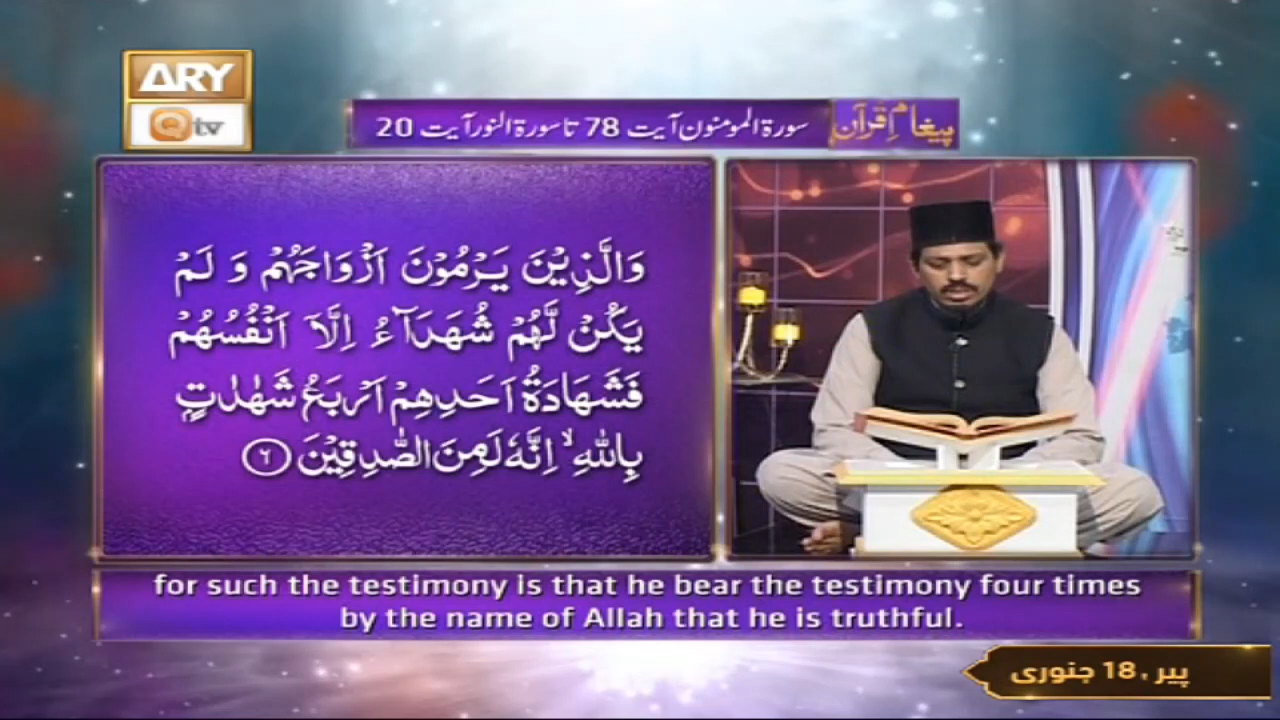 ARY
Qtv
پیغامِ قرآن
سورۃ المومنون آیت 78 تا سورۃ النور آیت 20
وَالَّذِیْنَ یَرْمُوْنَ اَزْوَاجَہُمْ وَ لَمْ
یَکُنْ لَّہُمْ شُهَدَآءُ اِلَّاۤ اَنْفُسُهُمْ
فَشَهَادَةُ اَحَدِهِمْ اَرْبَعُ شَهٰدٰتٍۭ
بِاللّٰهِ ۙ اِنَّهٗ لَمِنَ الصّٰدِقِیْنَ ۶
for such the testimony is that he bear the testimony four times
by the name of Allah that he is truthful.
پیر، 18 جنوری